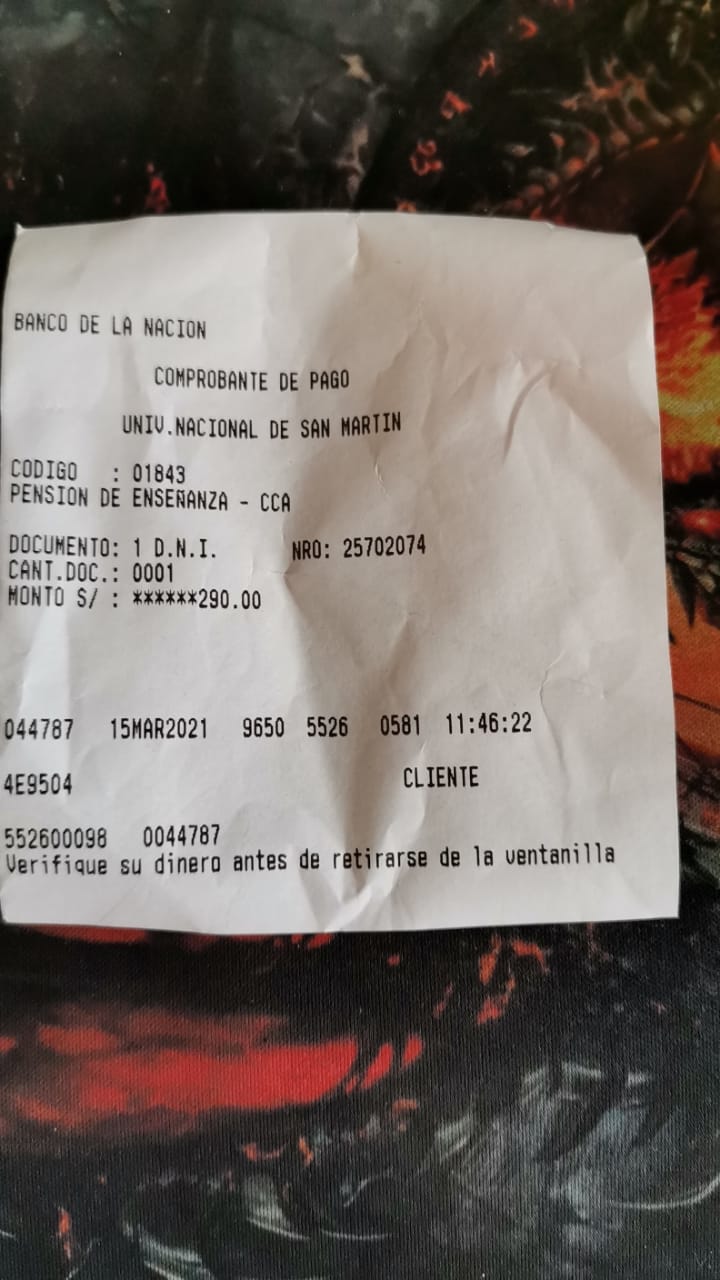 BANCO DE LA NACION
COMPROBANTE DE PAGO
UNIV.NACIONAL DE SAN MARTIN
CODIGO : 01843
PENSION DE ENSEÑANZA - CCA
DOCUMENTO: 1 D.N.I. NRO: 25702074
CANT.DOC.: 0001
MONTO S/ : ******290.00
044787 15MAR2021 9650 5526 0581 11:46:22
4E9504 CLIENTE
552600098 0044787
Verifique su dinero antes de retirarse de la ventanilla